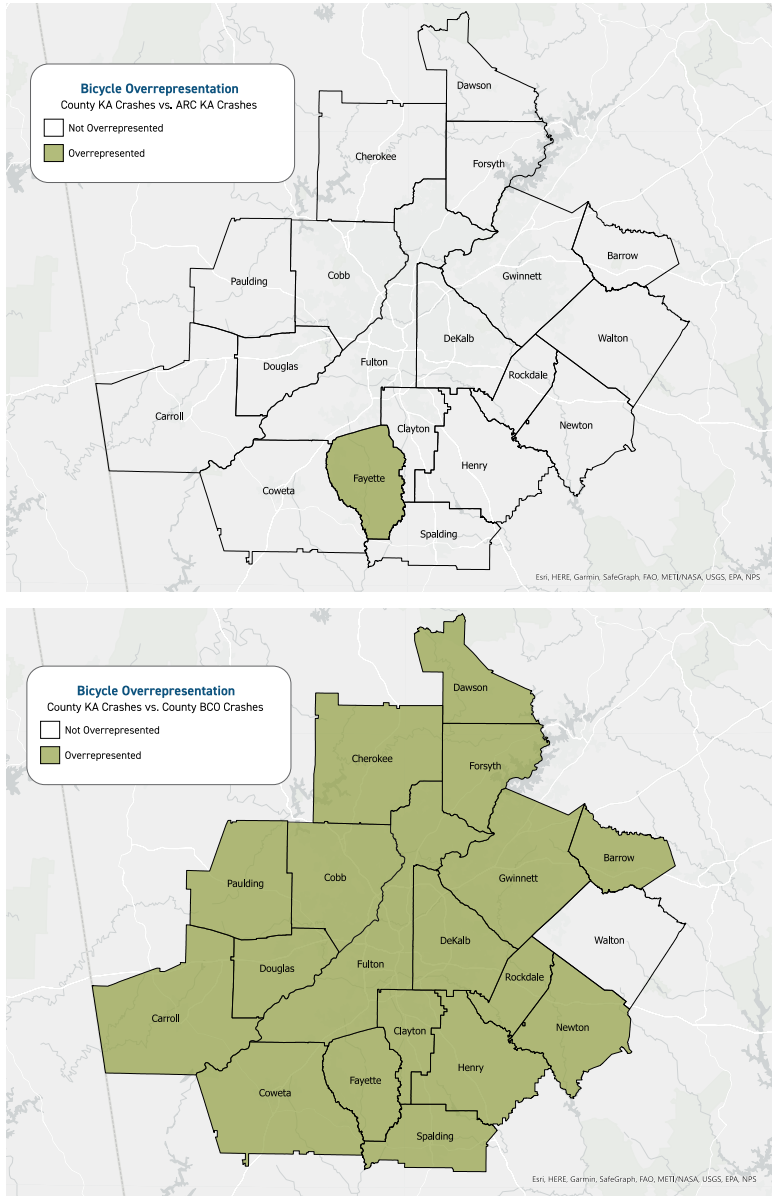 Bicycle Overrepresentation
County KA Crashes vs. ARC KA Crashes
Not Overrepresented
Overrepresented
Dawson
Cherokee
Forsyth
Barrow
Paulding
Cobb
Gwinnett
Walton
DeKalb
Douglas
Fulton
Rockdale
Carroll
Clayton
Newton
Henry
Fayette
Coweta
Spalding
Esri, HERE, Garmin, SafeGraph, FAO, METI/NASA, USGS, EPA, NPS
Bicycle Overrepresentation
County KA Crashes vs. County BCO Crashes
Not Overrepresented
Overrepresented
Dawson
Cherokee
Forsyth
Barrow
Paulding
Cobb
Gwinnett
Walton
DeKalb
Douglas
Fulton
Rockdale
Carroll
Clayton
Newton
Henry
Fayette
Coweta
Spalding
Esri, HERE, Garmin, SafeGraph, FAO, METI/NASA, USGS, EPA, NPS